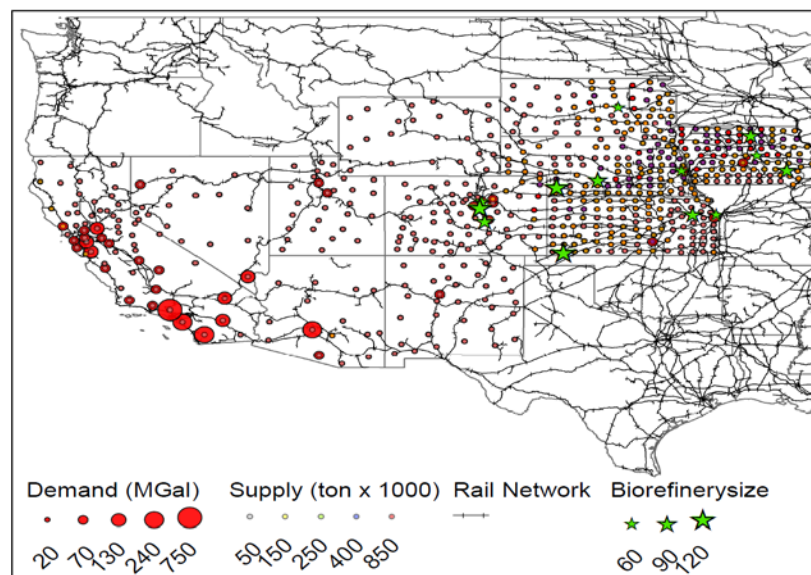 Demand (MGal) Supply (ton x 1000) Rail Network Biorefinerysize
20 70 130 240 750 50 150 250 400 850 60 90 120